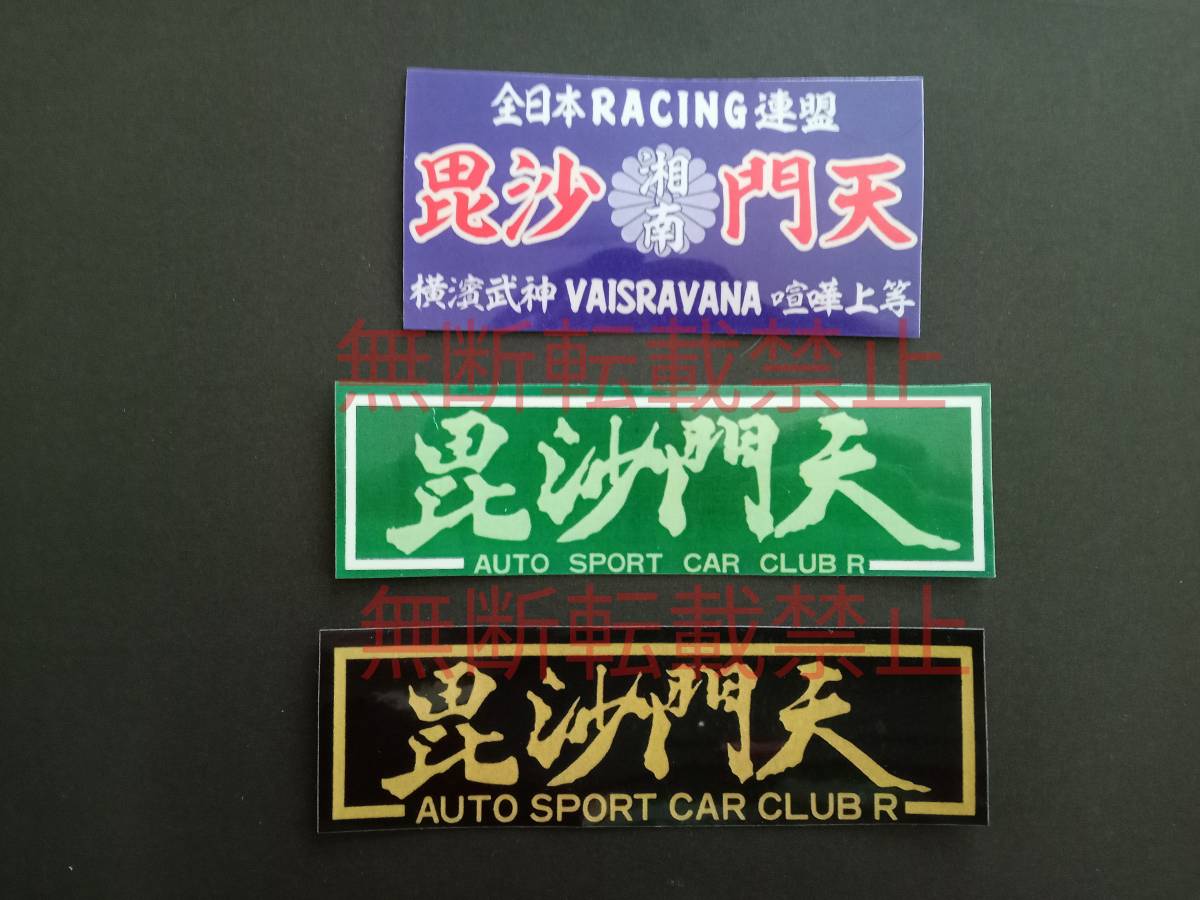 全日本RACING連盟
毘沙 湘南 門天
横濱武神 VAISRAVANA 喧嘩上等
無断転載禁止
毘沙門天
AUTO SPORT CAR CLUB R
無断転載禁止
毘沙門天
AUTO SPORT CAR CLUB R